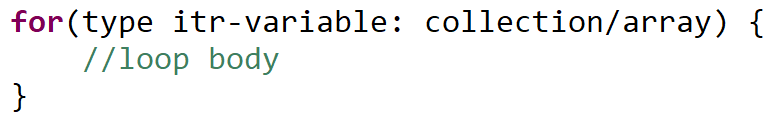 for(type itr-variable: collection/array) {
    //loop body
}